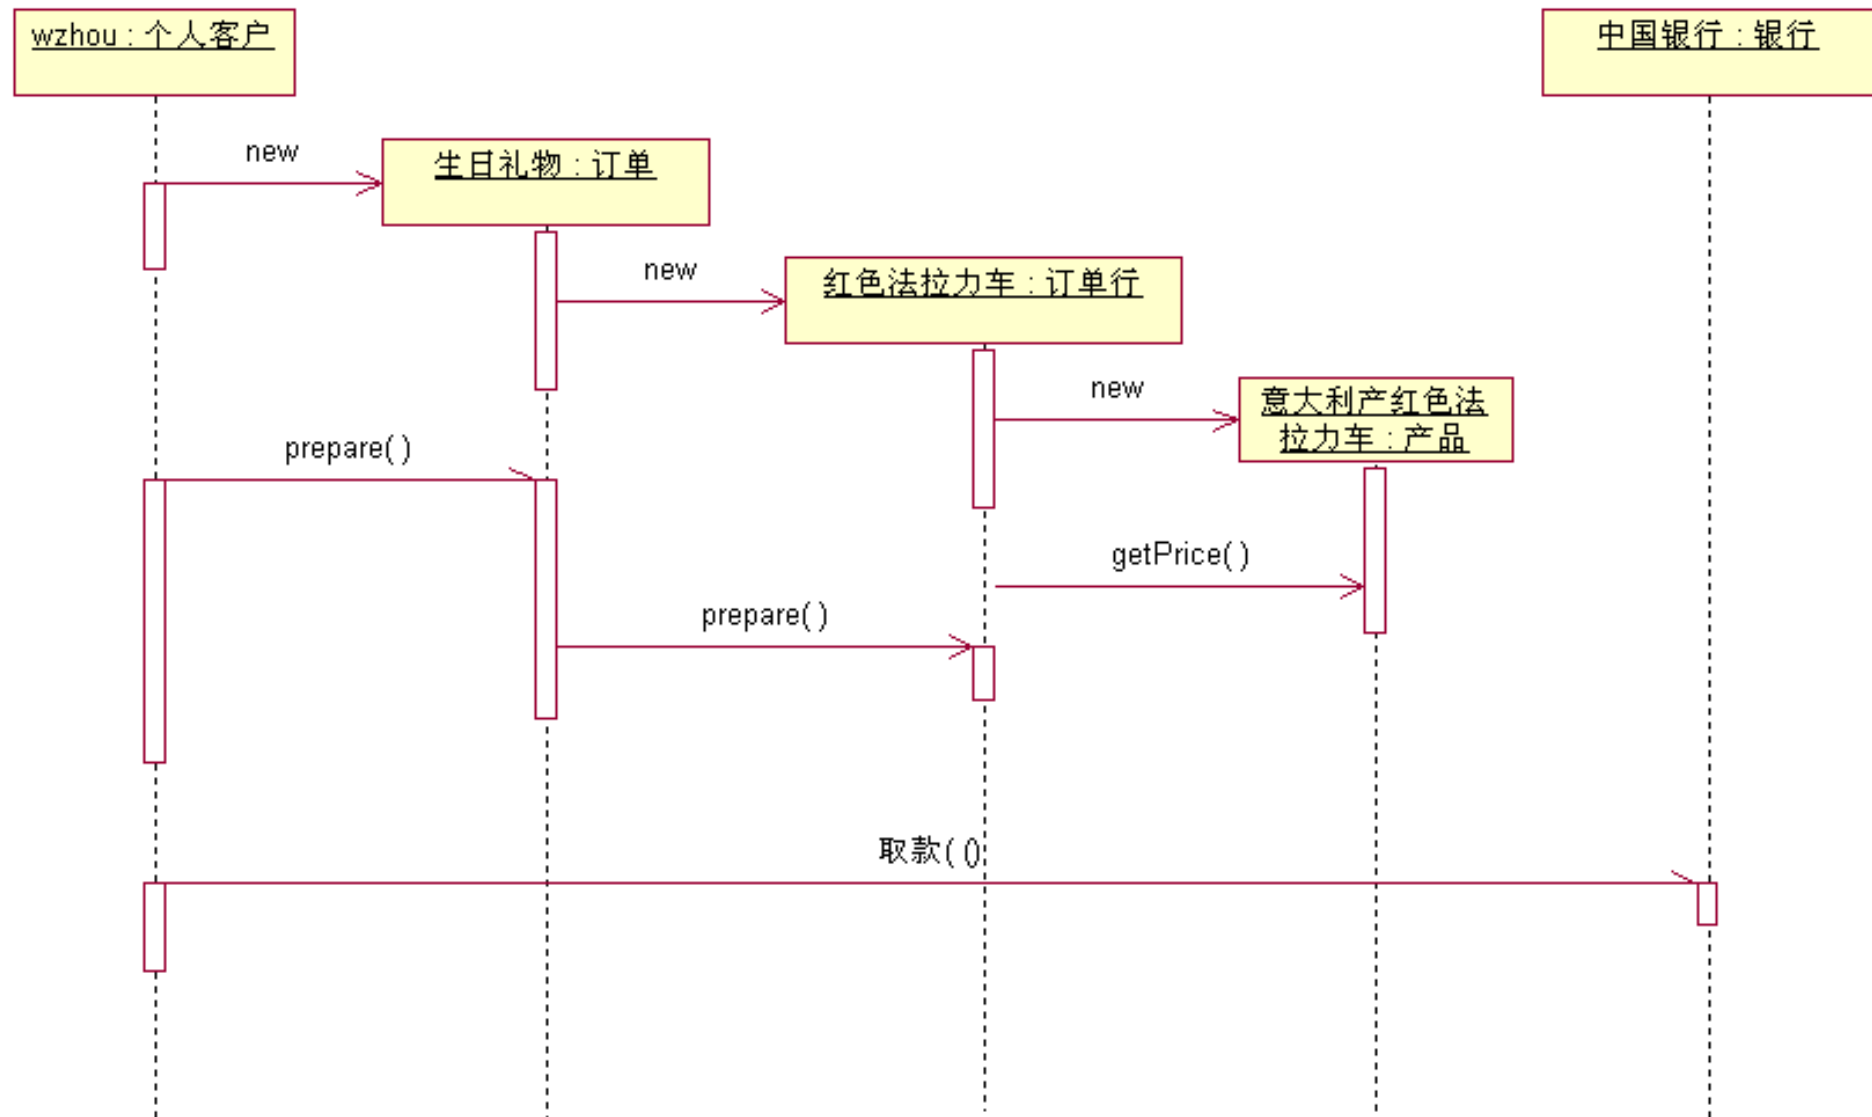 wzhou : 个人客户
中国银行 : 银行
new
生日礼物 : 订单
new
红色法拉力车 : 订单行
new
意大利产红色法
拉力车 : 产品
prepare( )
getPrice( )
prepare( )
取款( ()